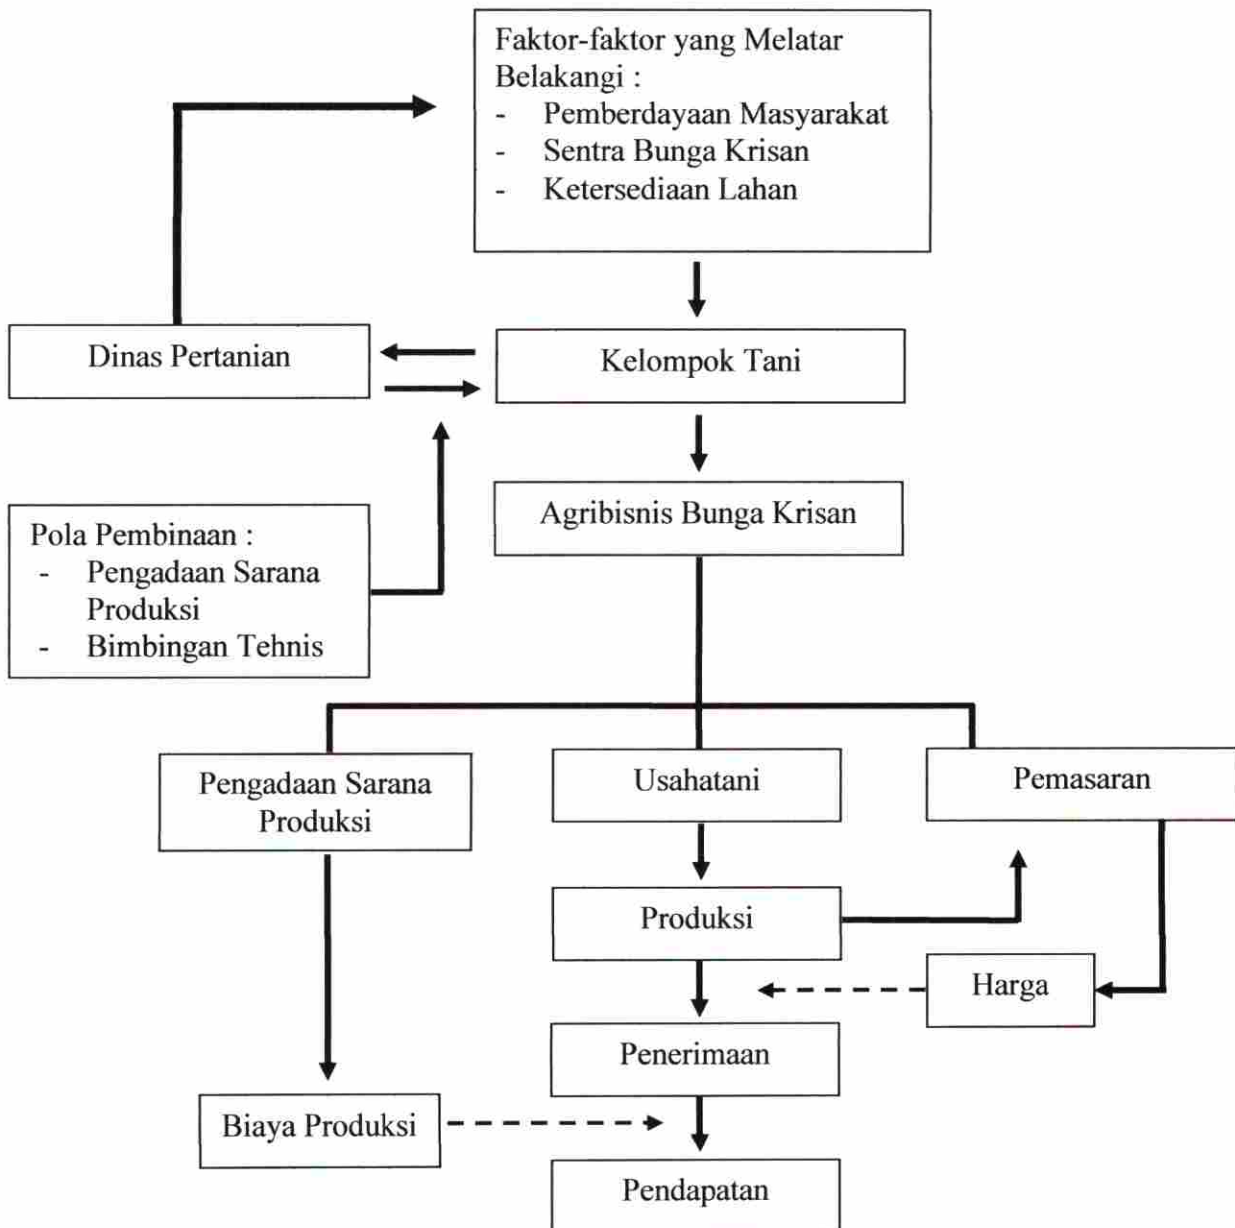 Faktor-faktor yang Melatar
Belakangi :
- Pemberdayaan Masyarakat
- Sentra Bunga Krisan
- Ketersediaan Lahan
Dinas Pertanian
Kelompok Tani
Agribisnis Bunga Krisan
Pola Pembinaan :
- Pengadaan Sarana
Produksi
- Bimbingan Tehnis
Pengadaan Sarana
Produksi
Usahatani
Pemasaran
Produksi
Harga
Penerimaan
Biaya Produksi
Pendapatan